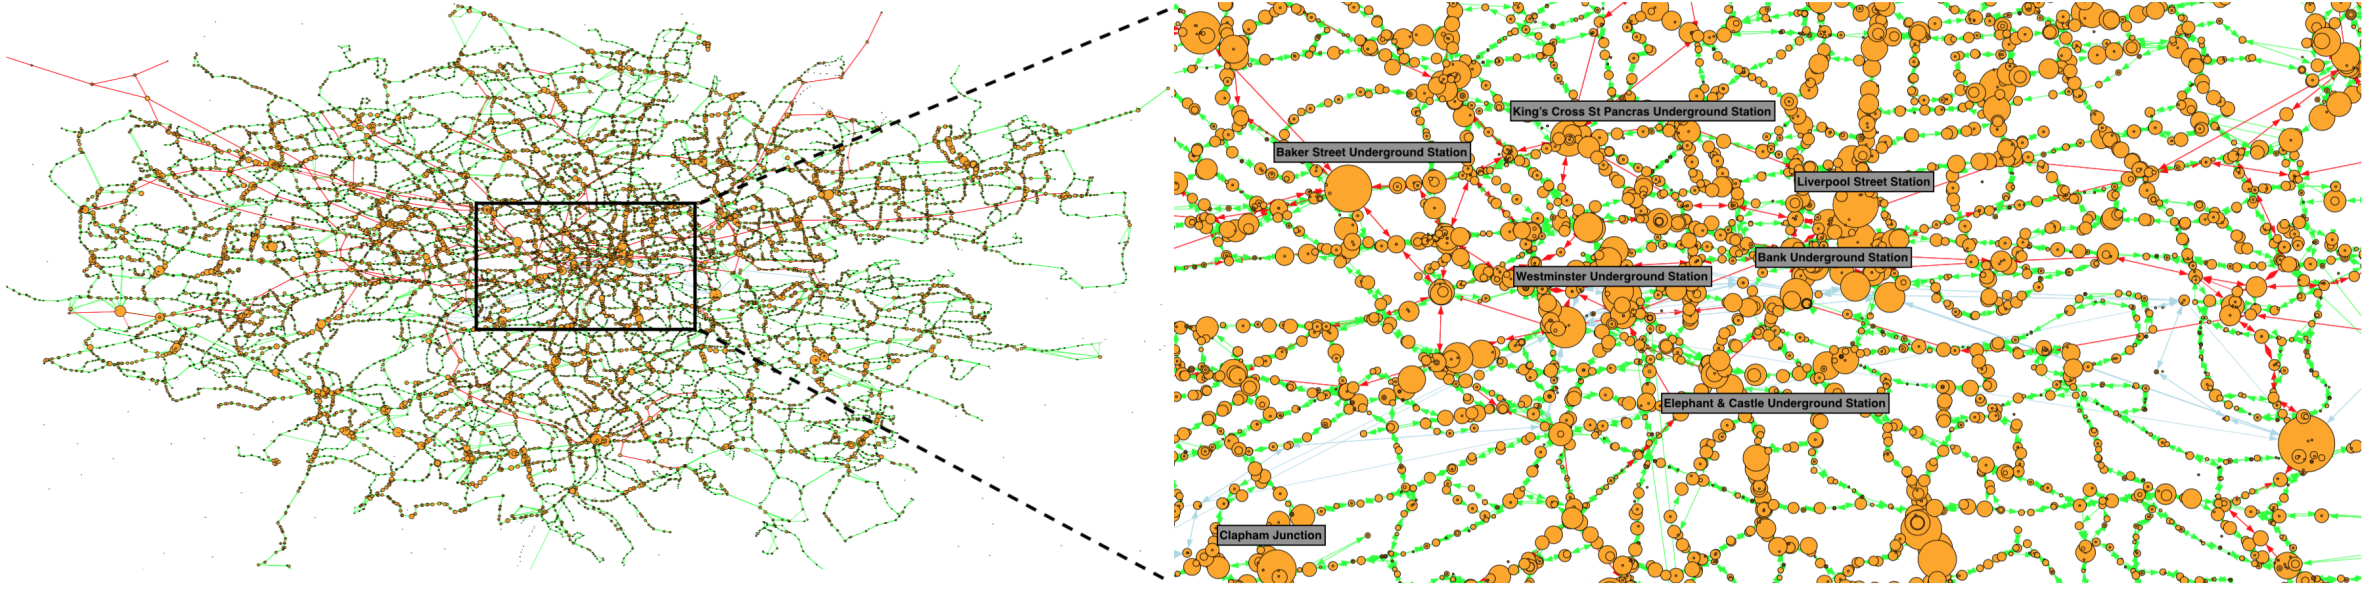 King's Cross St Pancras Underground Station
Baker Street Underground Station
Liverpool Street Station
Bank Underground Station
Westminster Underground Station
Elephant & Castle Underground Station
Clapham Junction